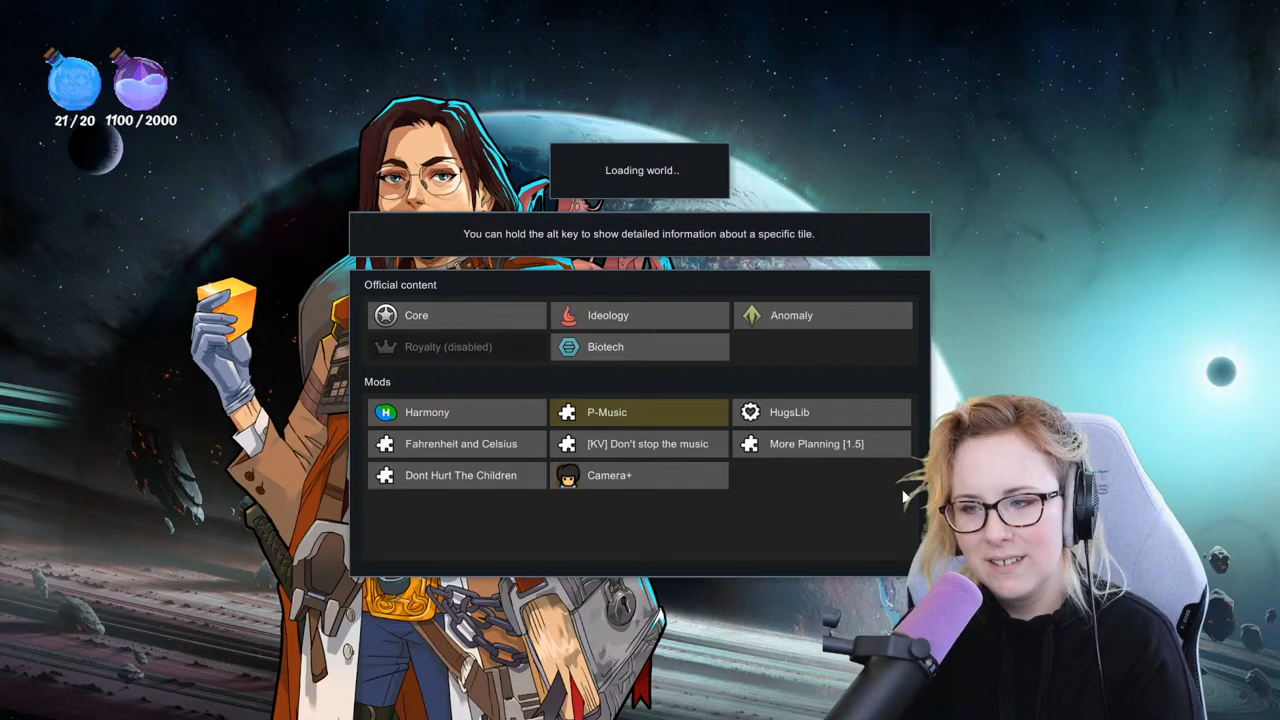 21 / 20 1100 / 2000
Loading world..
You can hold the alt key to show detailed information about a specific tile.
Official content
Core Ideology Anomaly
Royalty (disabled) Biotech
Mods
H Harmony P-Music HugsLib
Fahrenheit and Celsius [KV] Don't stop the music More Planning [1.5]
Dont Hurt The Children Camera+